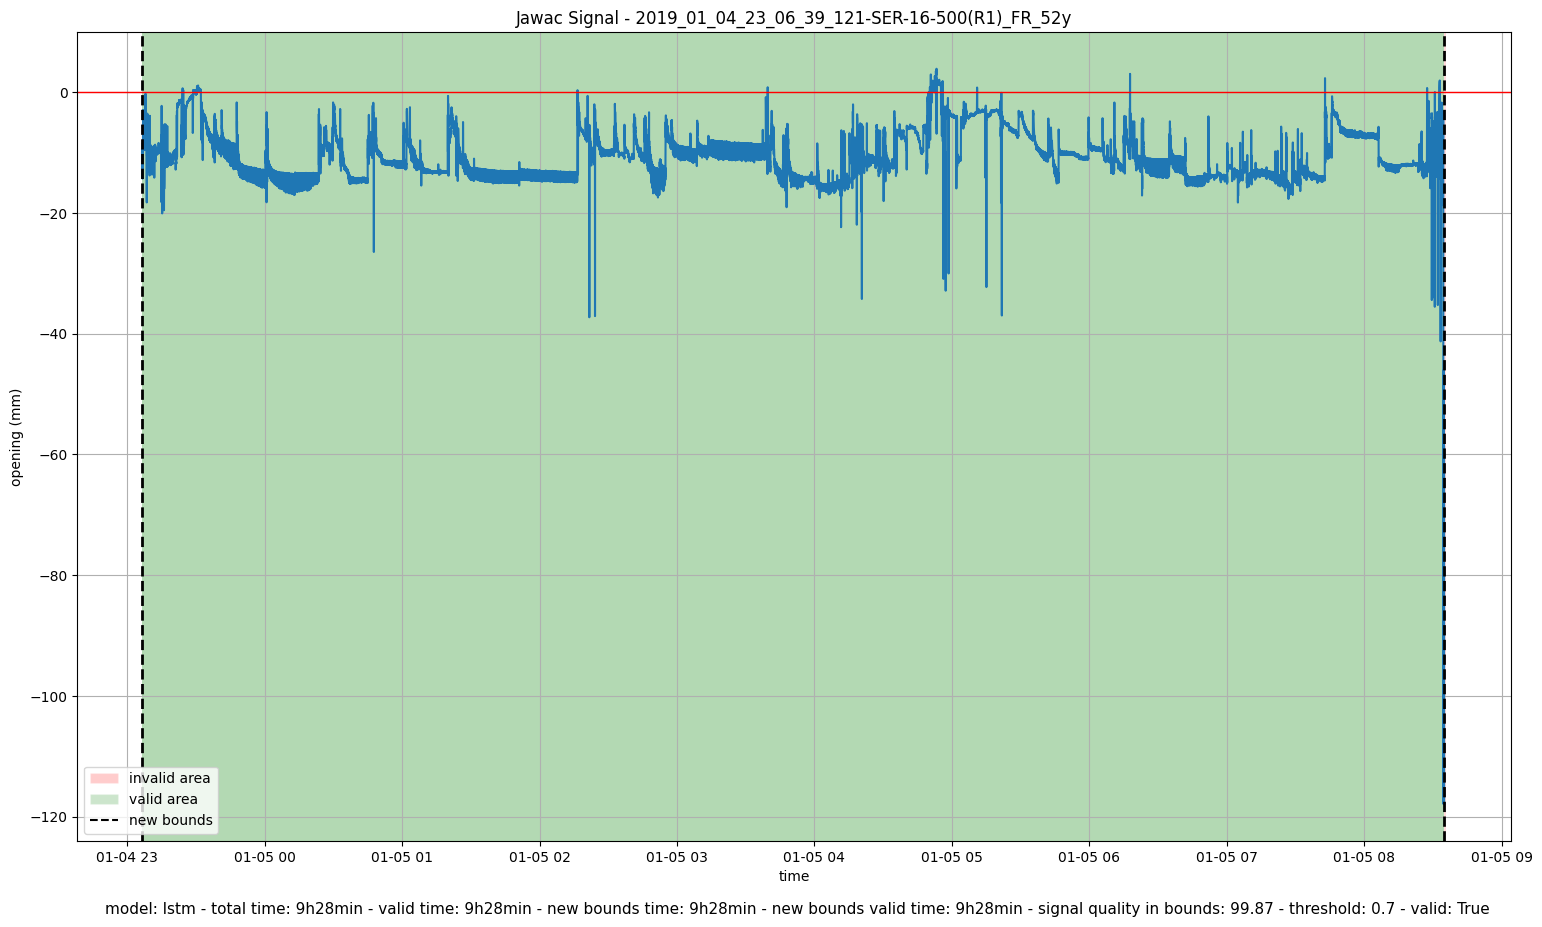 Jawac Signal - 2019_01_04_23_06_39_121-SER-16-500(R1)_FR_52y
opening (mm)
0
−20
−40
−60
−80
−100
−120
invalid area
valid area
new bounds
01-04 23 01-05 00 01-05 01 01-05 02 01-05 03 01-05 04 01-05 05 01-05 06 01-05 07 01-05 08 01-05 09
time
model: lstm - total time: 9h28min - valid time: 9h28min - new bounds time: 9h28min - new bounds valid time: 9h28min - signal quality in bounds: 99.87 - threshold: 0.7 - valid: True